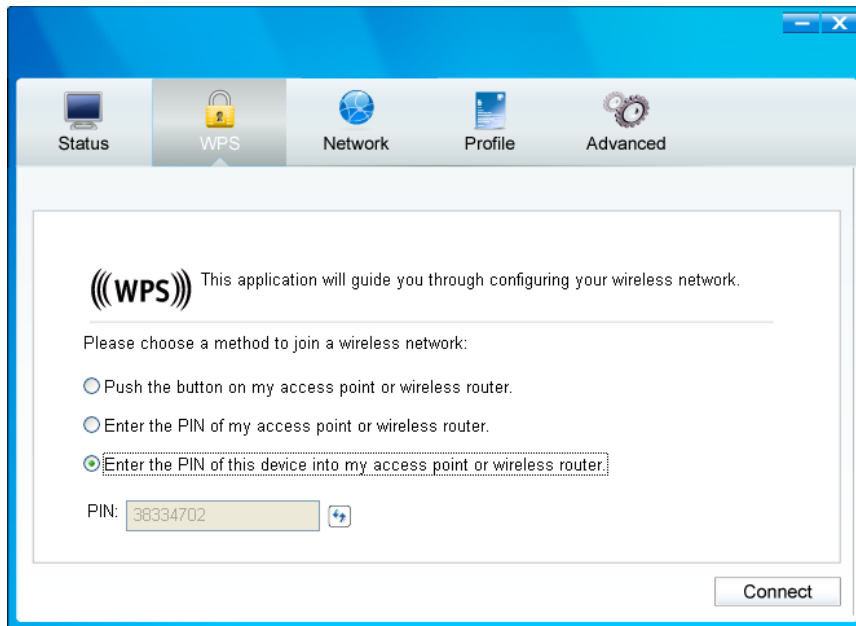 Status
WPS
Network
Profile
Advanced
WPS
This application will guide you through configuring your wireless network.
Please choose a method to join a wireless network:
Push the button on my access point or wireless router.
Enter the PIN of my access point or wireless router.
Enter the PIN of this device into my access point or wireless router.
PIN: 38334702
Connect